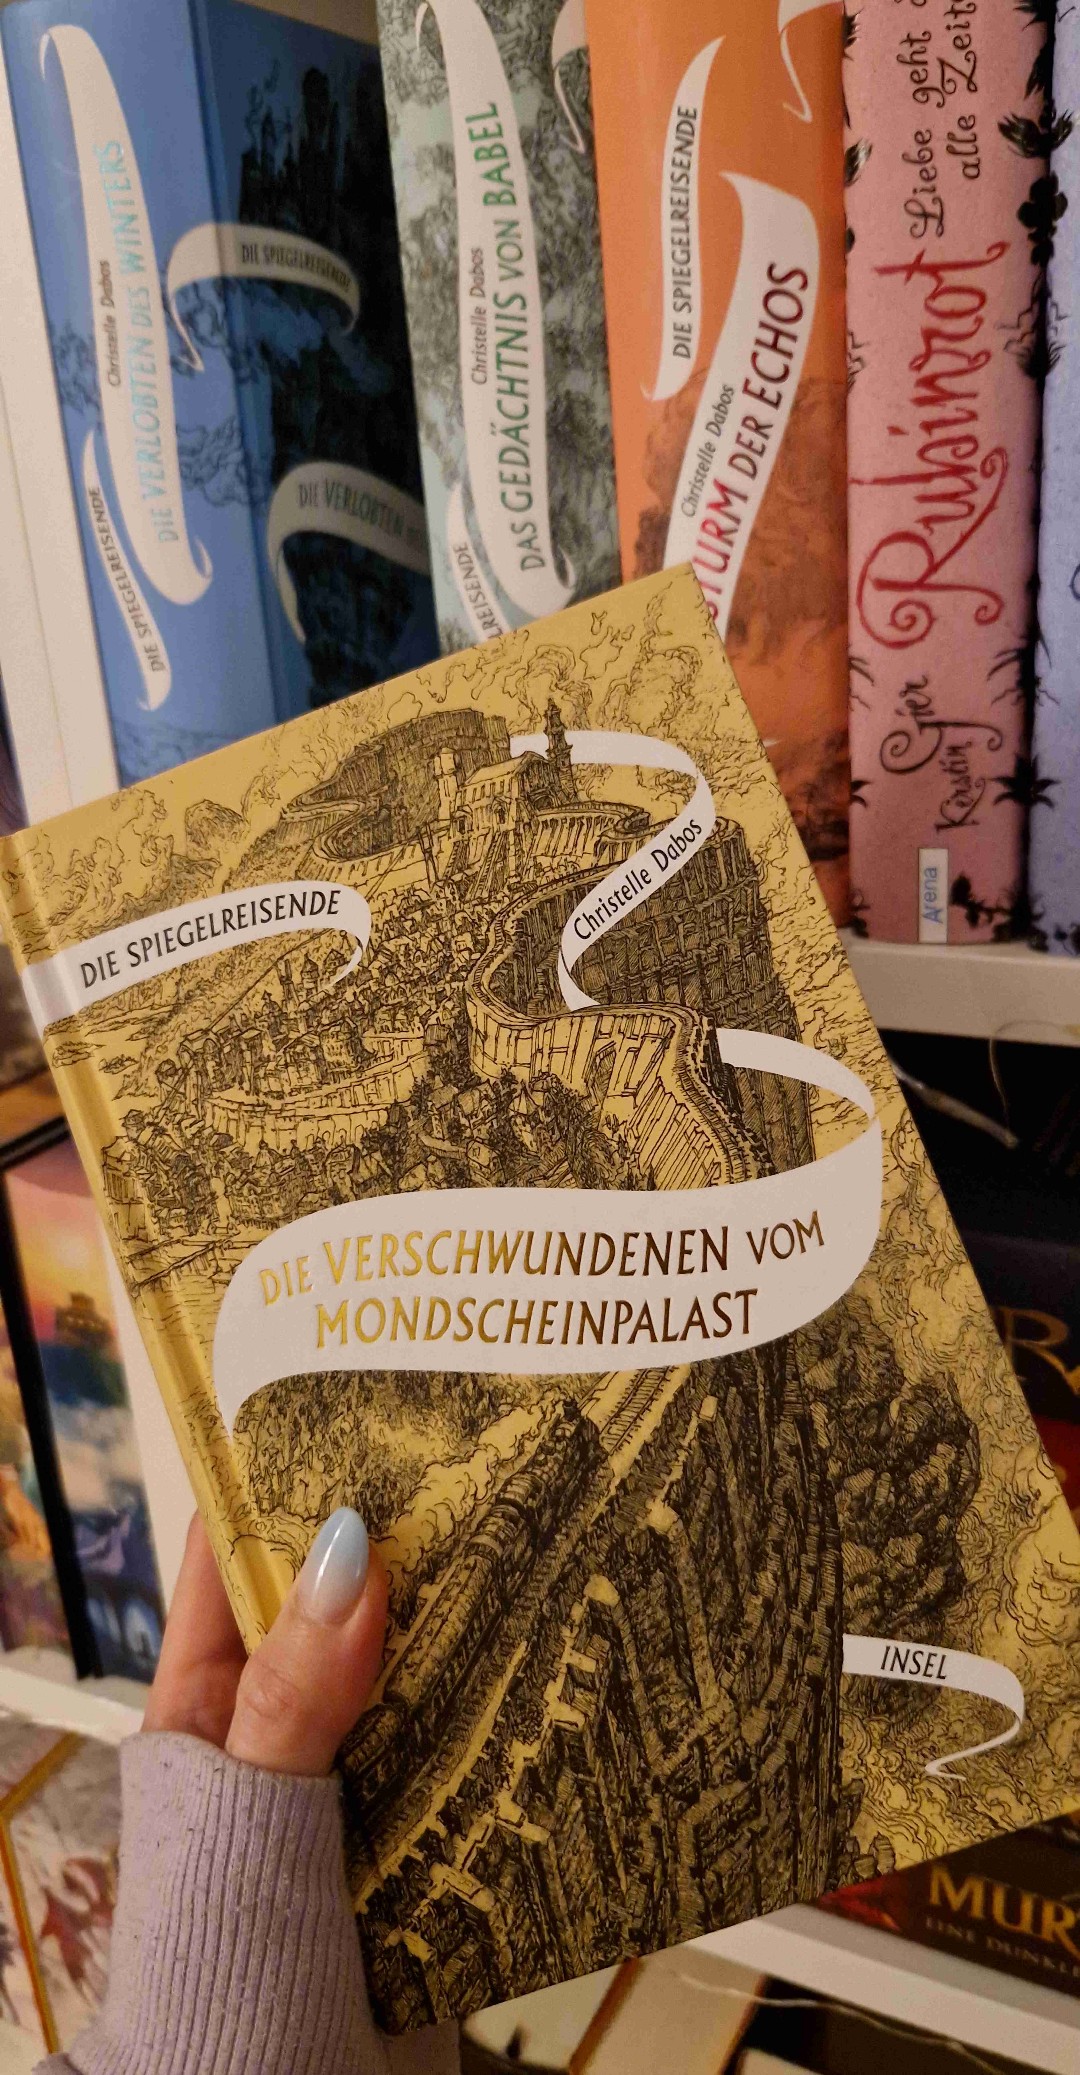 Christelle Dabos
DIE VERLOBTEN DES WINTERS
DIE SPIEGELREISENDE
DIE SPIEGELREISENDE
DIE VERLOBTEN
Christelle Dabos
DAS GEDÄCHTNIS VON BABEL
DIE SPIEGELREISENDE
Christelle Dabos
STURM DER ECHOS
Kerstin Gier
Rubinrot
Liebe geht
alle
Arena
DIE SPIEGELREISENDE
Christelle Dabos
DIE VERSCHWUNDENEN VOM
MONDSCHEINPALAST
INSEL